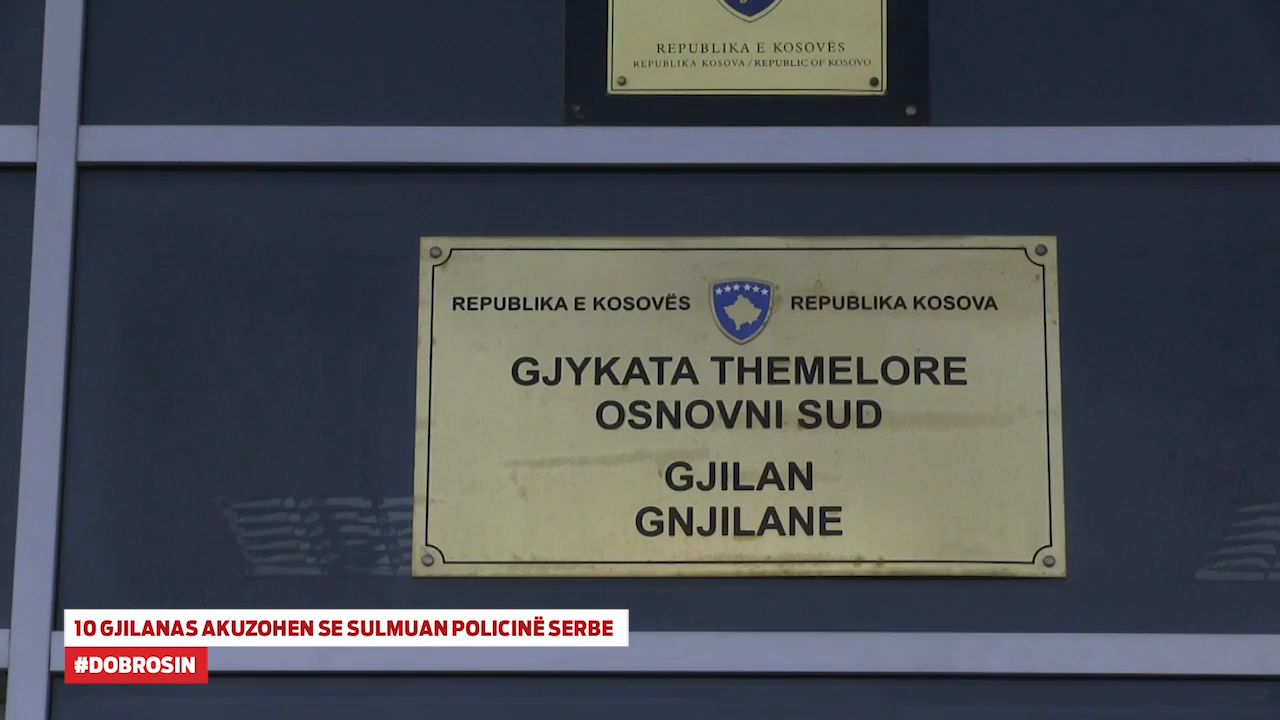 REPUBLIKA E KOSOVËS
REPUBLIKA KOSOVA / REPUBLIC OF KOSOVO
REPUBLIKA E KOSOVËS REPUBLIKA KOSOVA
GJYKATA THEMELORE
OSNOVNI SUD
GJILAN
GNJILANE
10 GJILANAS AKUZOHEN SE SULMUAN POLICINË SERBE
#DOBROSIN